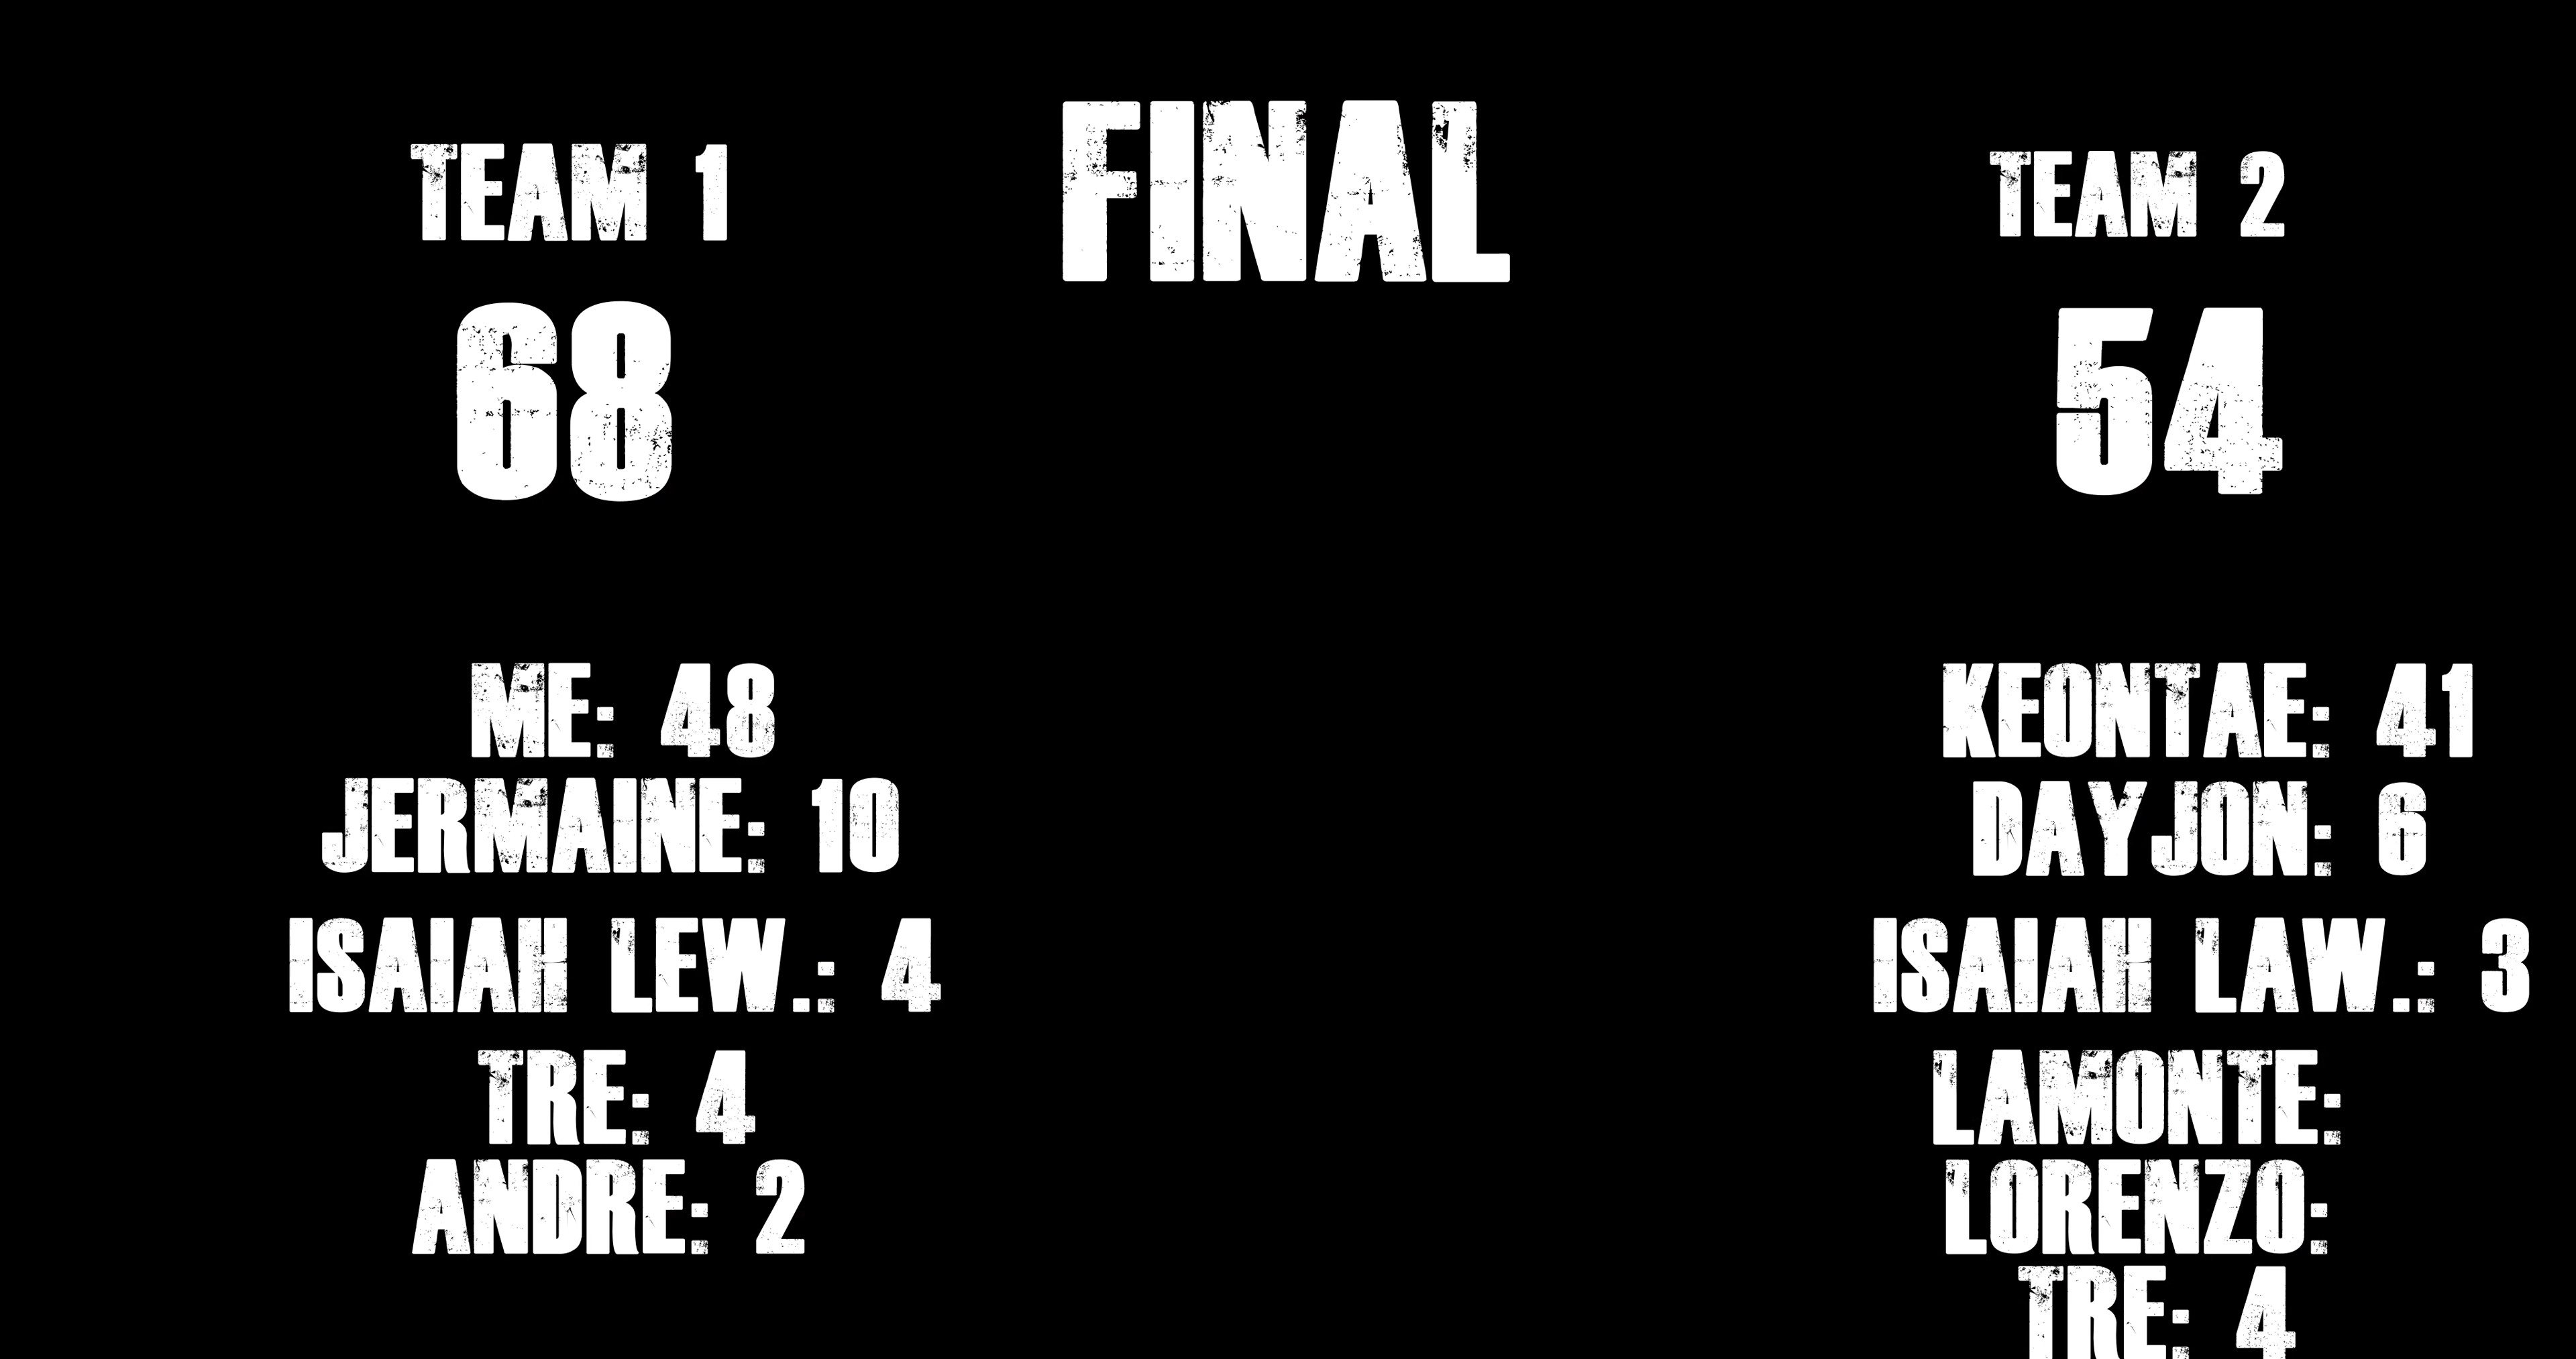 FINAL
TEAM 1
68
ME: 48
JERMAINE: 10
ISAIAH LEW.: 4
TRE: 4
ANDRE: 2
TEAM 2
54
KEONTAE: 41
DAYJON: 6
ISAIAH LAW.: 3
LAMONTE:
LORENZO:
TRE: 4